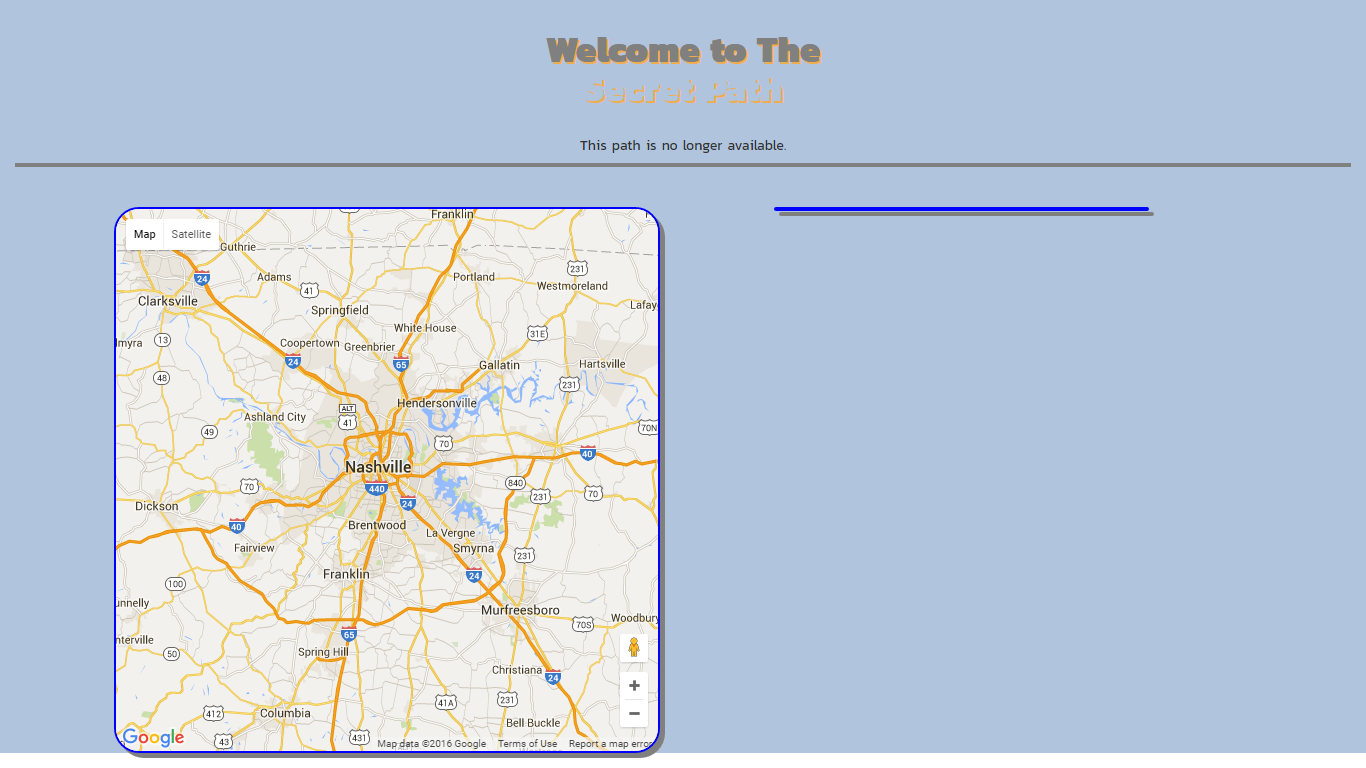 Welcome to The
Secret Path
This path is no longer available.
Map Satellite
Franklin
Guthrie
24
Adams
41
Portland
231
Westmoreland
Clarksville
Springfield
Lafay
White House
31E
13
Coopertown
Greenbrier
lmyra
24
65
Gallatin
Hartsville
48
231
Hendersonville
ALT
41
Ashland City
70N
49
70
40
Nashville
70
440
840
231
70
24
Dickson
40
Brentwood
La Vergne
Fairview
Smyrna
231
Franklin
24
100
unnelly
Murfreesboro
Woodbury
70S
65
nterville
50
Spring Hill
Christiana
24
41A
231
412
Columbia
Bell Buckle
43
431
Google
Map data ©2016 Google Terms of Use Report a map error